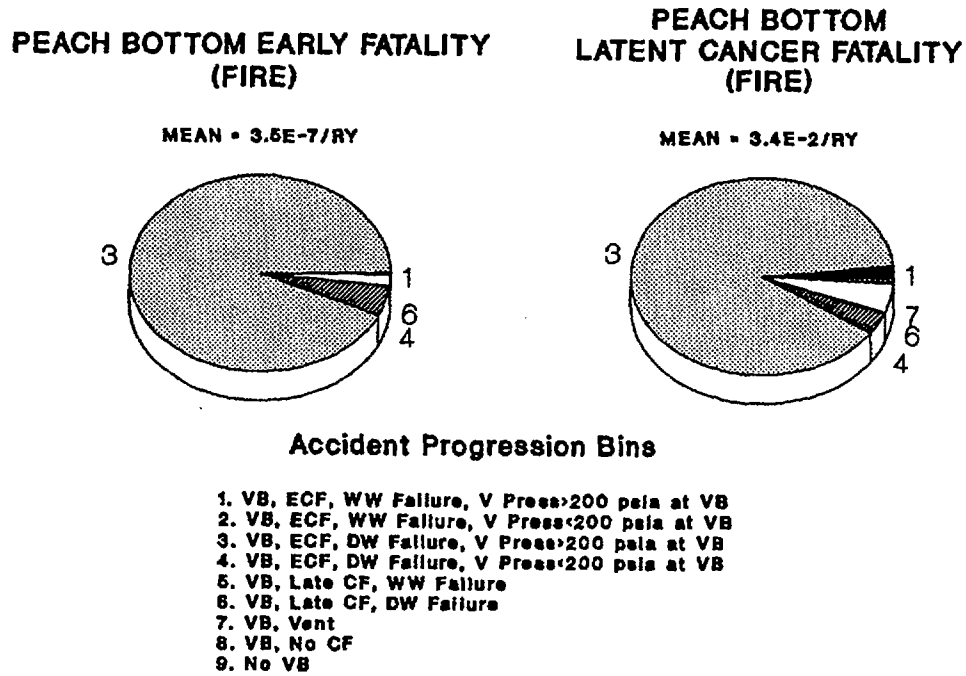 PEACH BOTTOM EARLY FATALITY
(FIRE)
MEAN = 3.5E-7/RY
3
1
6
4
PEACH BOTTOM
LATENT CANCER FATALITY
(FIRE)
MEAN = 3.4E-2/RY
3
1
7
6
4
Accident Progression Bins
1. VB, ECF, WW Failure, V Press>200 psia at VB
2. VB, ECF, WW Failure, V Press<200 psia at VB
3. VB, ECF, DW Failure, V Press>200 psia at VB
4. VB, ECF, DW Failure, V Press<200 psia at VB
5. VB, Late CF, WW Failure
6. VB, Late CF, DW Failure
7. VB, Vent
8. VB, No CF
9. No VB